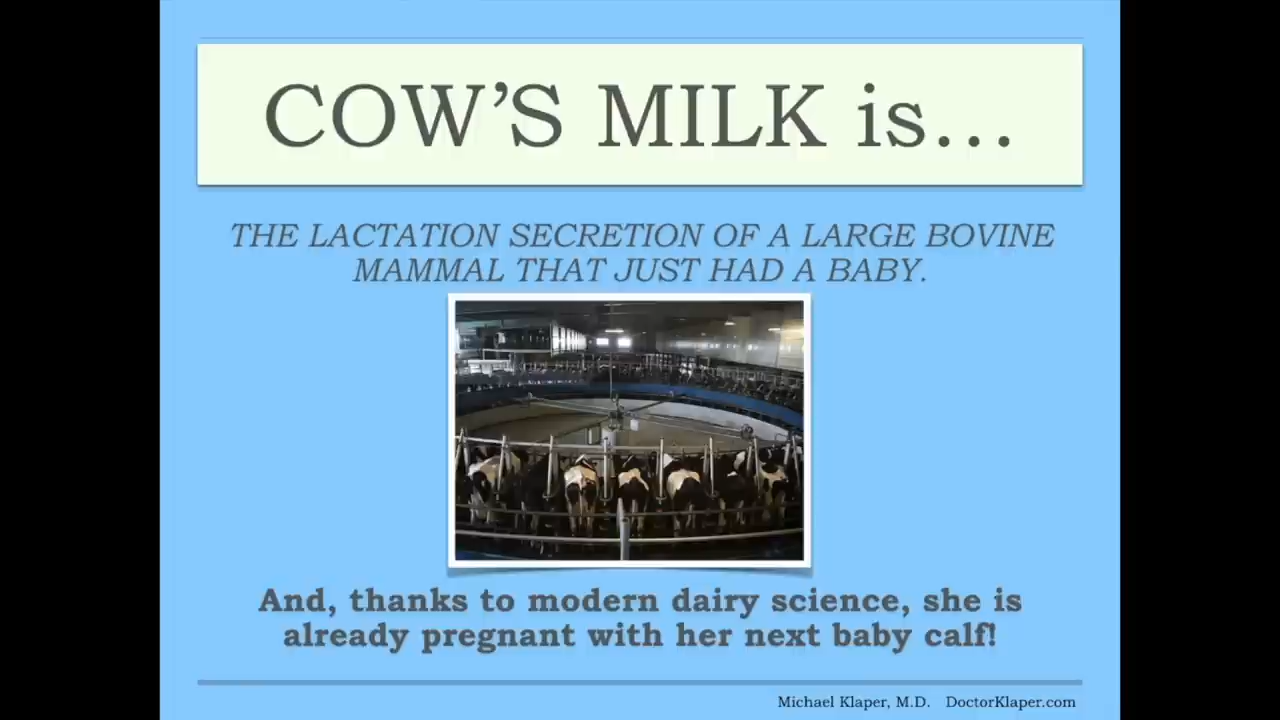 COW’S MILK is...
THE LACTATION SECRETION OF A LARGE BOVINE
MAMMAL THAT JUST HAD A BABY.
And, thanks to modern dairy science, she is
already pregnant with her next baby calf!
Michael Klaper, M.D. DoctorKlaper.com